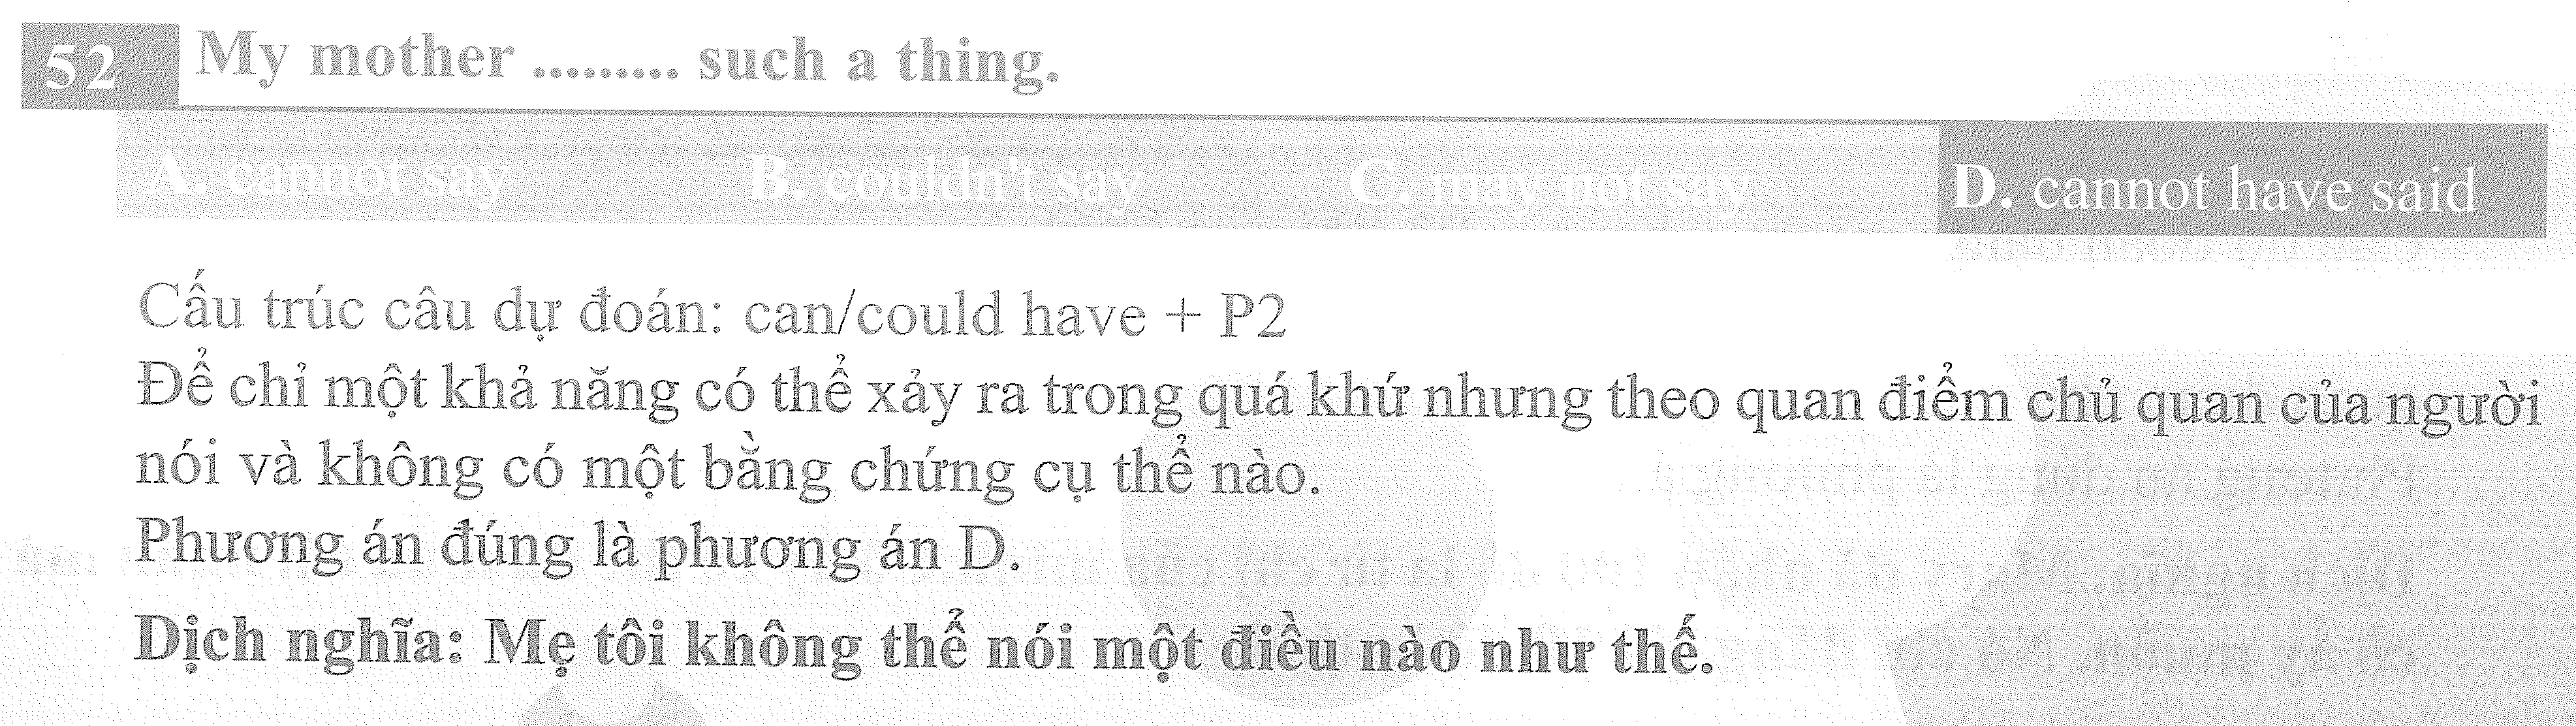 52 My mother ......... such a thing.
A. cannot say B. couldn't say C. may not say D. cannot have said
Cấu trúc câu dự đoán: can/could have + P2
Để chỉ một khả năng có thể xảy ra trong quá khứ nhưng theo quan điểm chủ quan của người
nói và không có một bằng chứng cụ thể nào.
Phương án đúng là phương án D.
Dịch nghĩa: Mẹ tôi không thể nói một điều nào như thế.